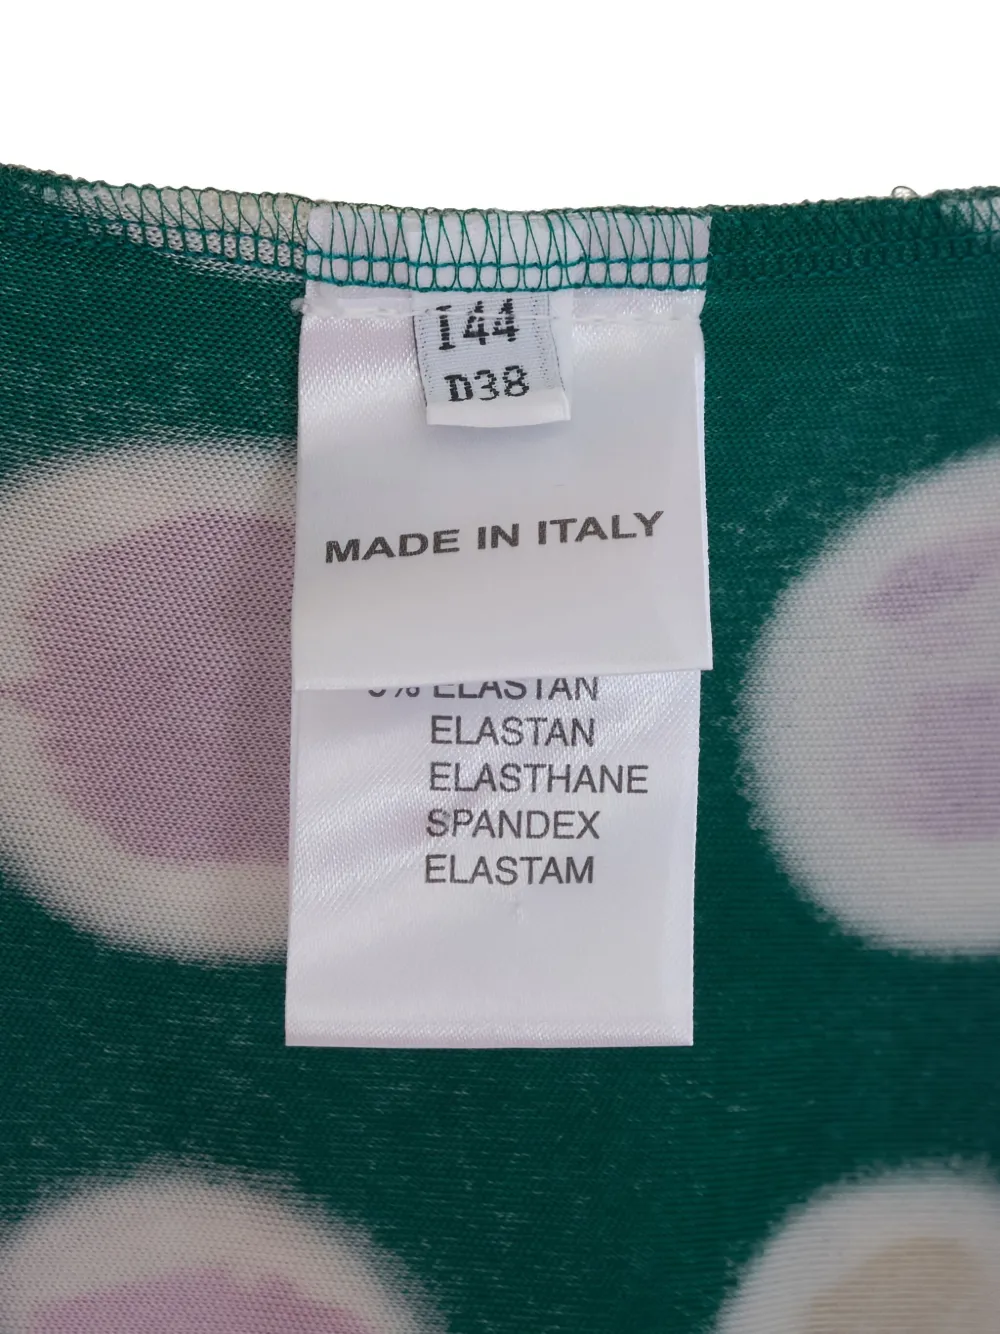 I44
D38
MADE IN ITALY
% ELASTAN
ELASTAN
ELASTHANE
SPANDEX
ELASTAM